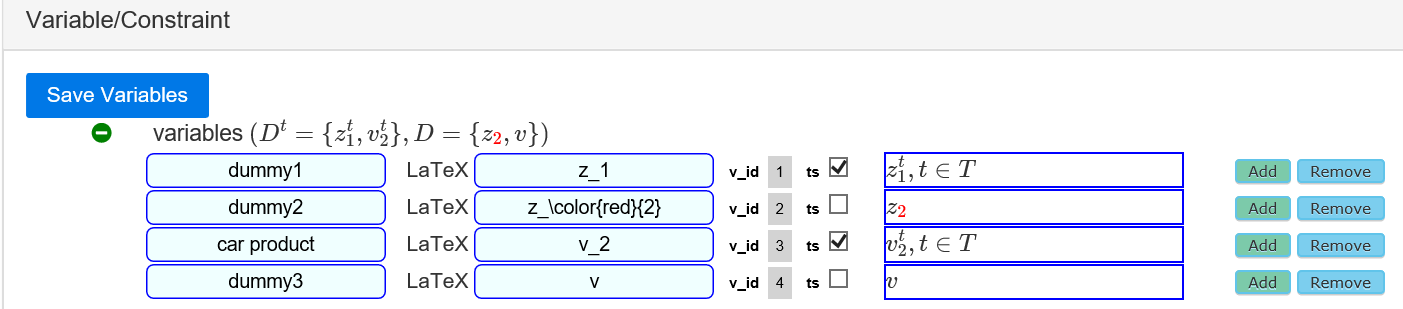 Variable/Constraint
Save Variables
variables (D^t = {z_1^t, v_2^t}, D = {z_2, v})
dummy1 LaTeX z_1 v_id 1 ts z_1^t, t ∈ T Add Remove
dummy2 LaTeX z_\color{red}{2} v_id 2 ts z_2 Add Remove
car product LaTeX v_2 v_id 3 ts v_2^t, t ∈ T Add Remove
dummy3 LaTeX v v_id 4 ts v Add Remove